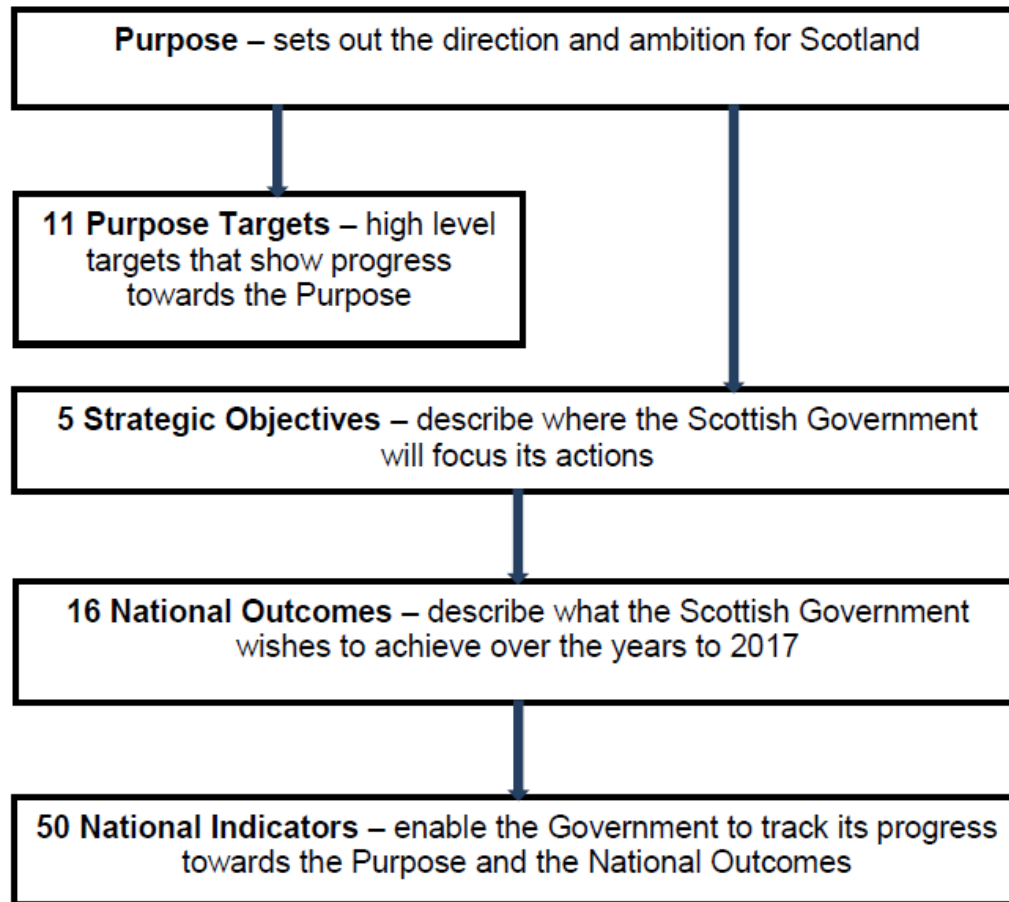 Purpose – sets out the direction and ambition for Scotland
11 Purpose Targets – high level
targets that show progress
towards the Purpose
5 Strategic Objectives – describe where the Scottish Government
will focus its actions
16 National Outcomes – describe what the Scottish Government
wishes to achieve over the years to 2017
50 National Indicators – enable the Government to track its progress
towards the Purpose and the National Outcomes